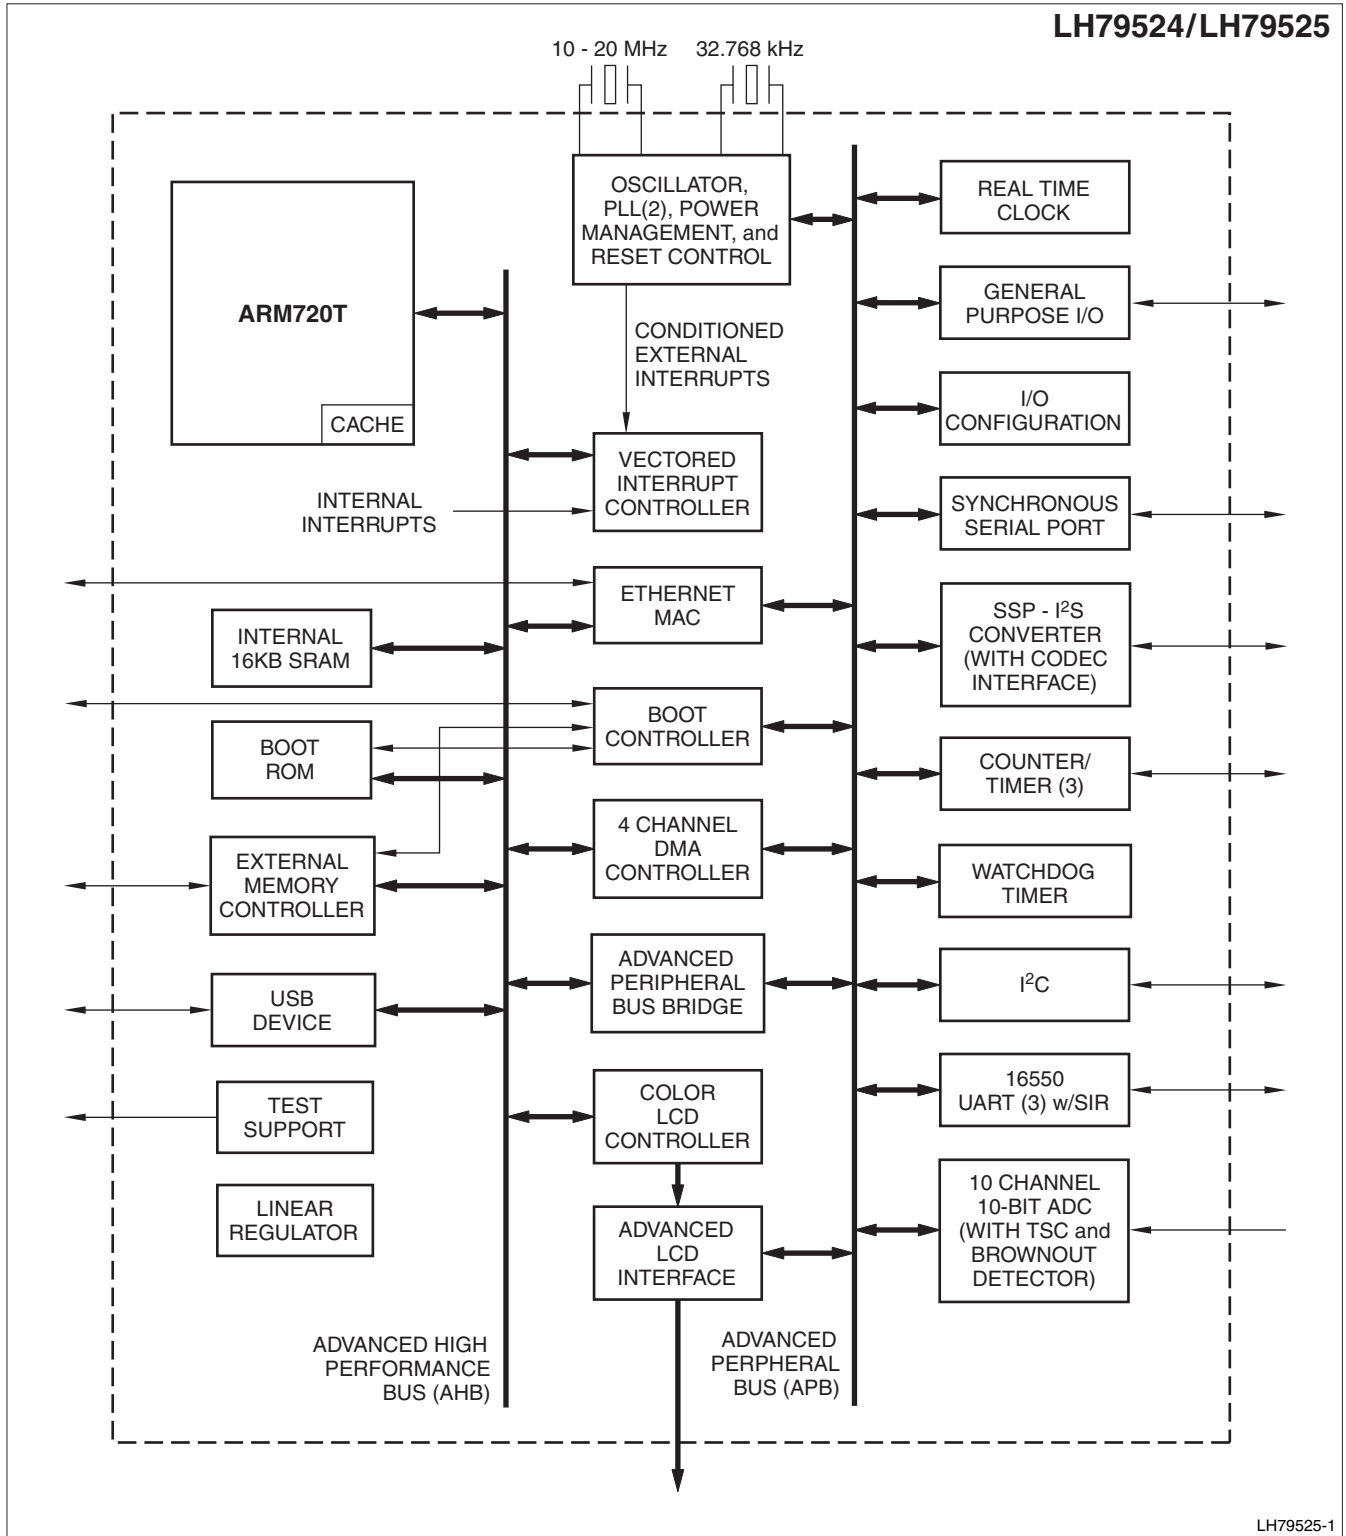 LH79524/LH79525
10 - 20 MHz
32.768 kHz
OSCILLATOR,
PLL(2), POWER
MANAGEMENT, and
RESET CONTROL
REAL TIME
CLOCK
ARM720T
CACHE
GENERAL
PURPOSE I/O
CONDITIONED
EXTERNAL
INTERRUPTS
I/O
CONFIGURATION
VECTORED
INTERRUPT
CONTROLLER
INTERNAL
INTERRUPTS
SYNCHRONOUS
SERIAL PORT
ETHERNET
MAC
INTERNAL
16KB SRAM
SSP - I²S
CONVERTER
(WITH CODEC
INTERFACE)
BOOT
CONTROLLER
BOOT
ROM
COUNTER/
TIMER (3)
4 CHANNEL
DMA
CONTROLLER
EXTERNAL
MEMORY
CONTROLLER
WATCHDOG
TIMER
ADVANCED
PERIPHERAL
BUS BRIDGE
I²C
USB
DEVICE
COLOR
LCD
CONTROLLER
16550
UART (3) w/SIR
TEST
SUPPORT
LINEAR
REGULATOR
ADVANCED
LCD
INTERFACE
10 CHANNEL
10-BIT ADC
(WITH TSC and
BROWNOUT
DETECTOR)
ADVANCED HIGH
PERFORMANCE
BUS (AHB)
ADVANCED
PERPHERAL
BUS (APB)
LH79525-1